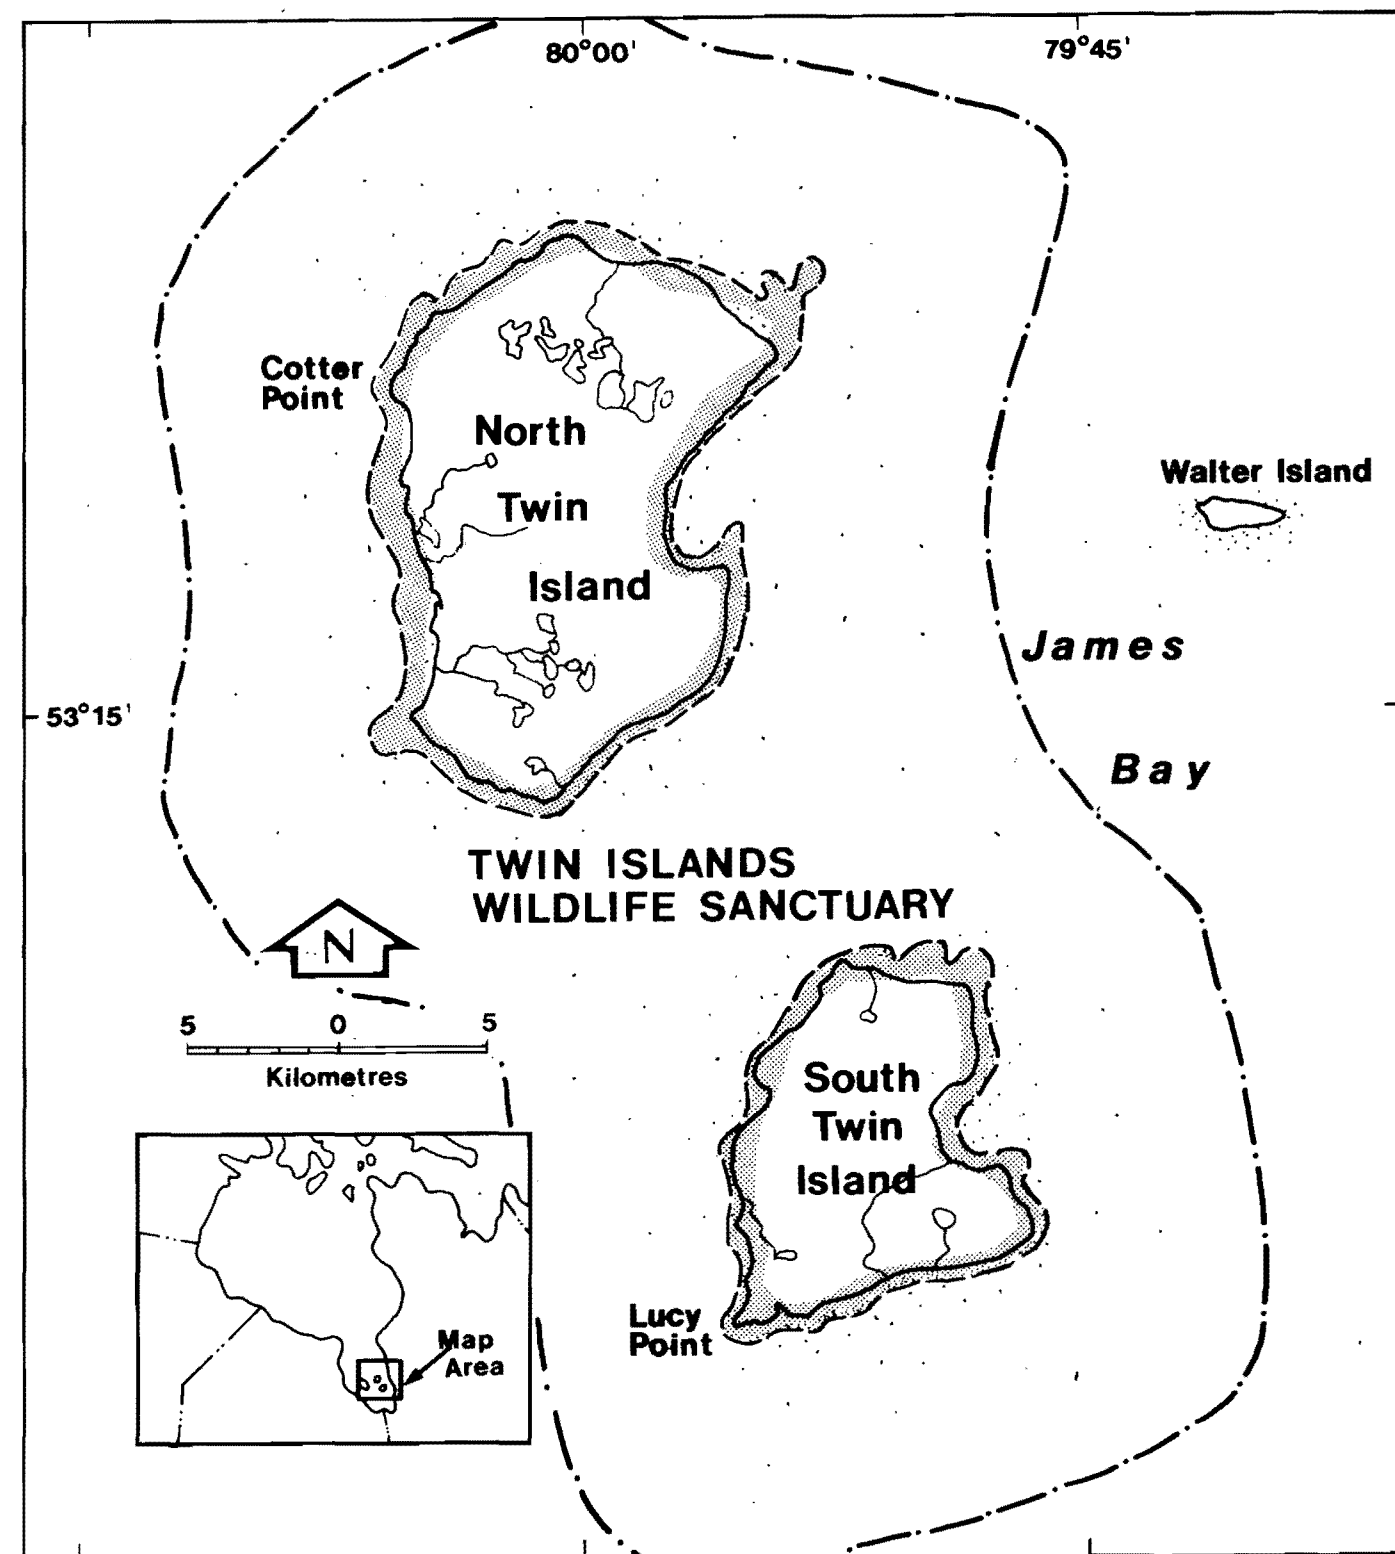 80°00'
79°45'
Cotter
Point
North
Twin
Island
Walter Island
James
Bay
53°15'
TWIN ISLANDS
WILDLIFE SANCTUARY
N
5 0 5
Kilometres
South
Twin
Island
Lucy
Point
Map
Area